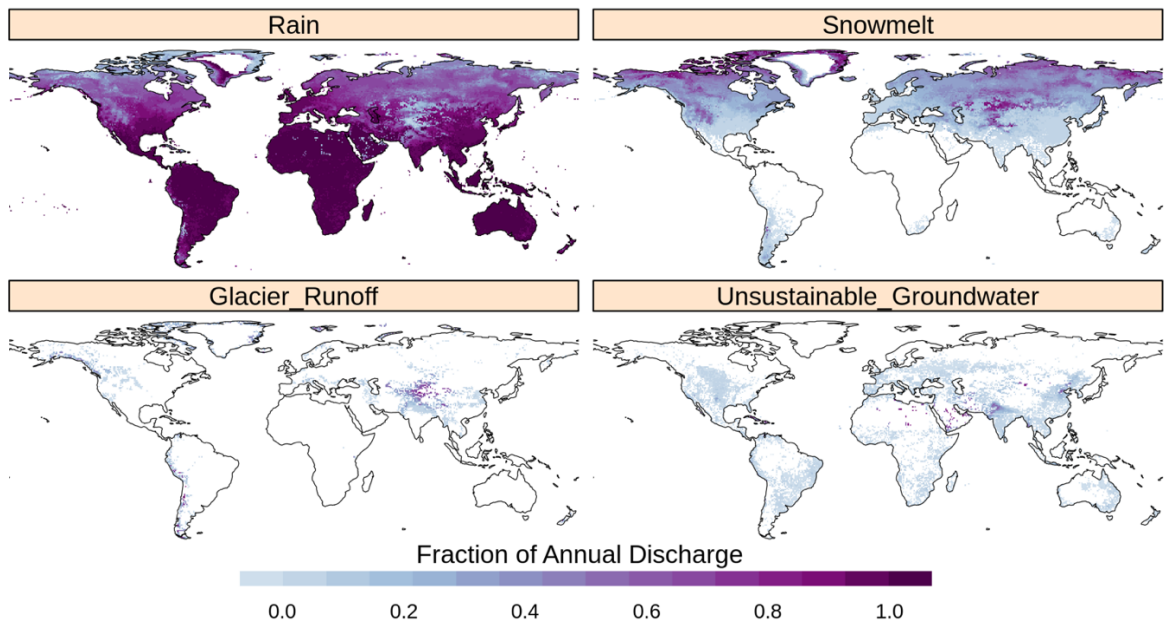 Rain
Snowmelt
Glacier_Runoff
Unsustainable_Groundwater
Fraction of Annual Discharge
0.0 0.2 0.4 0.6 0.8 1.0